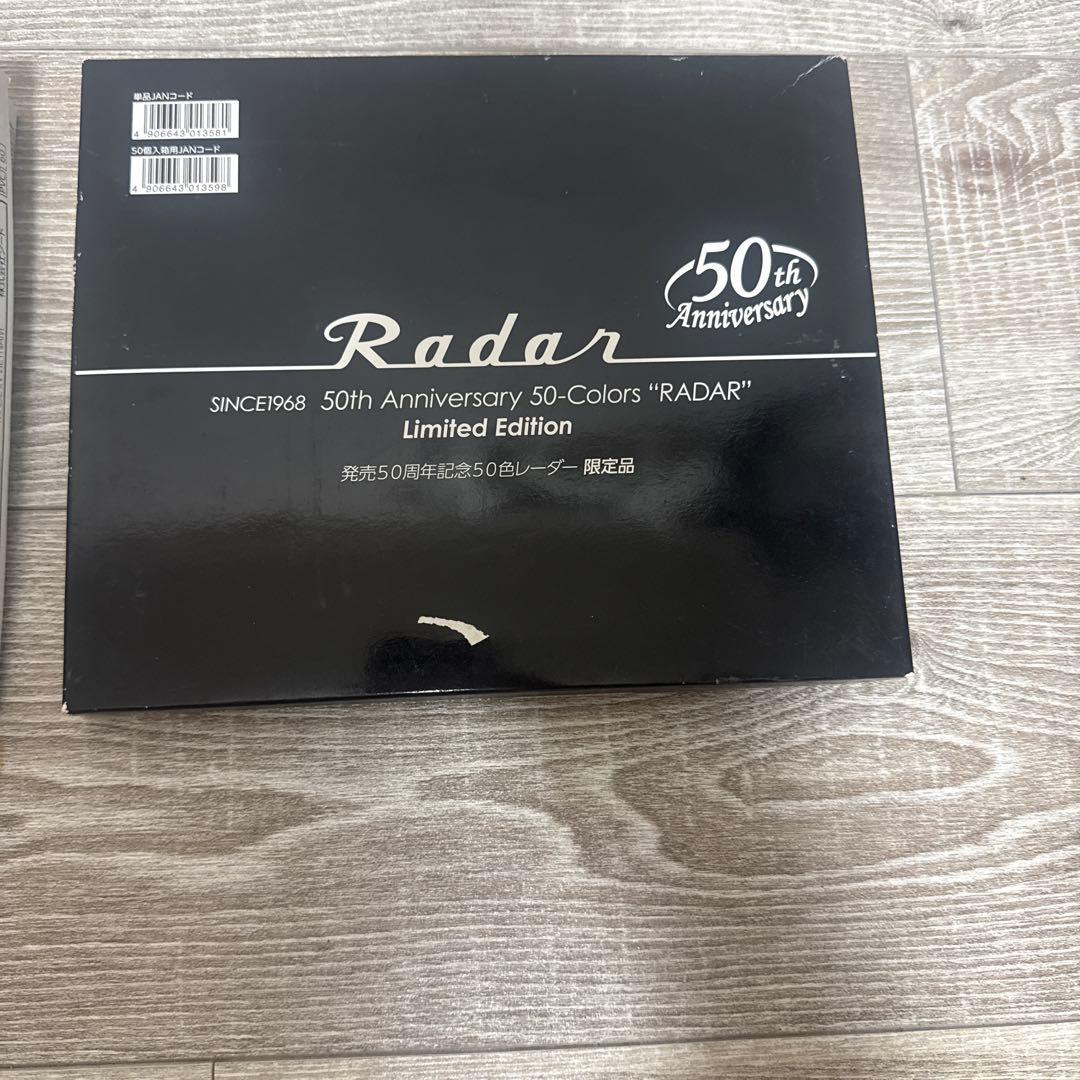 単品JANコード
4 906643 013581
50個入箱用JANコード
4 906643 013598
50th
Anniversary
Radar
SINCE1968 50th Anniversary 50-Colors “RADAR”
Limited Edition
発売50周年記念50色レーダー 限定品